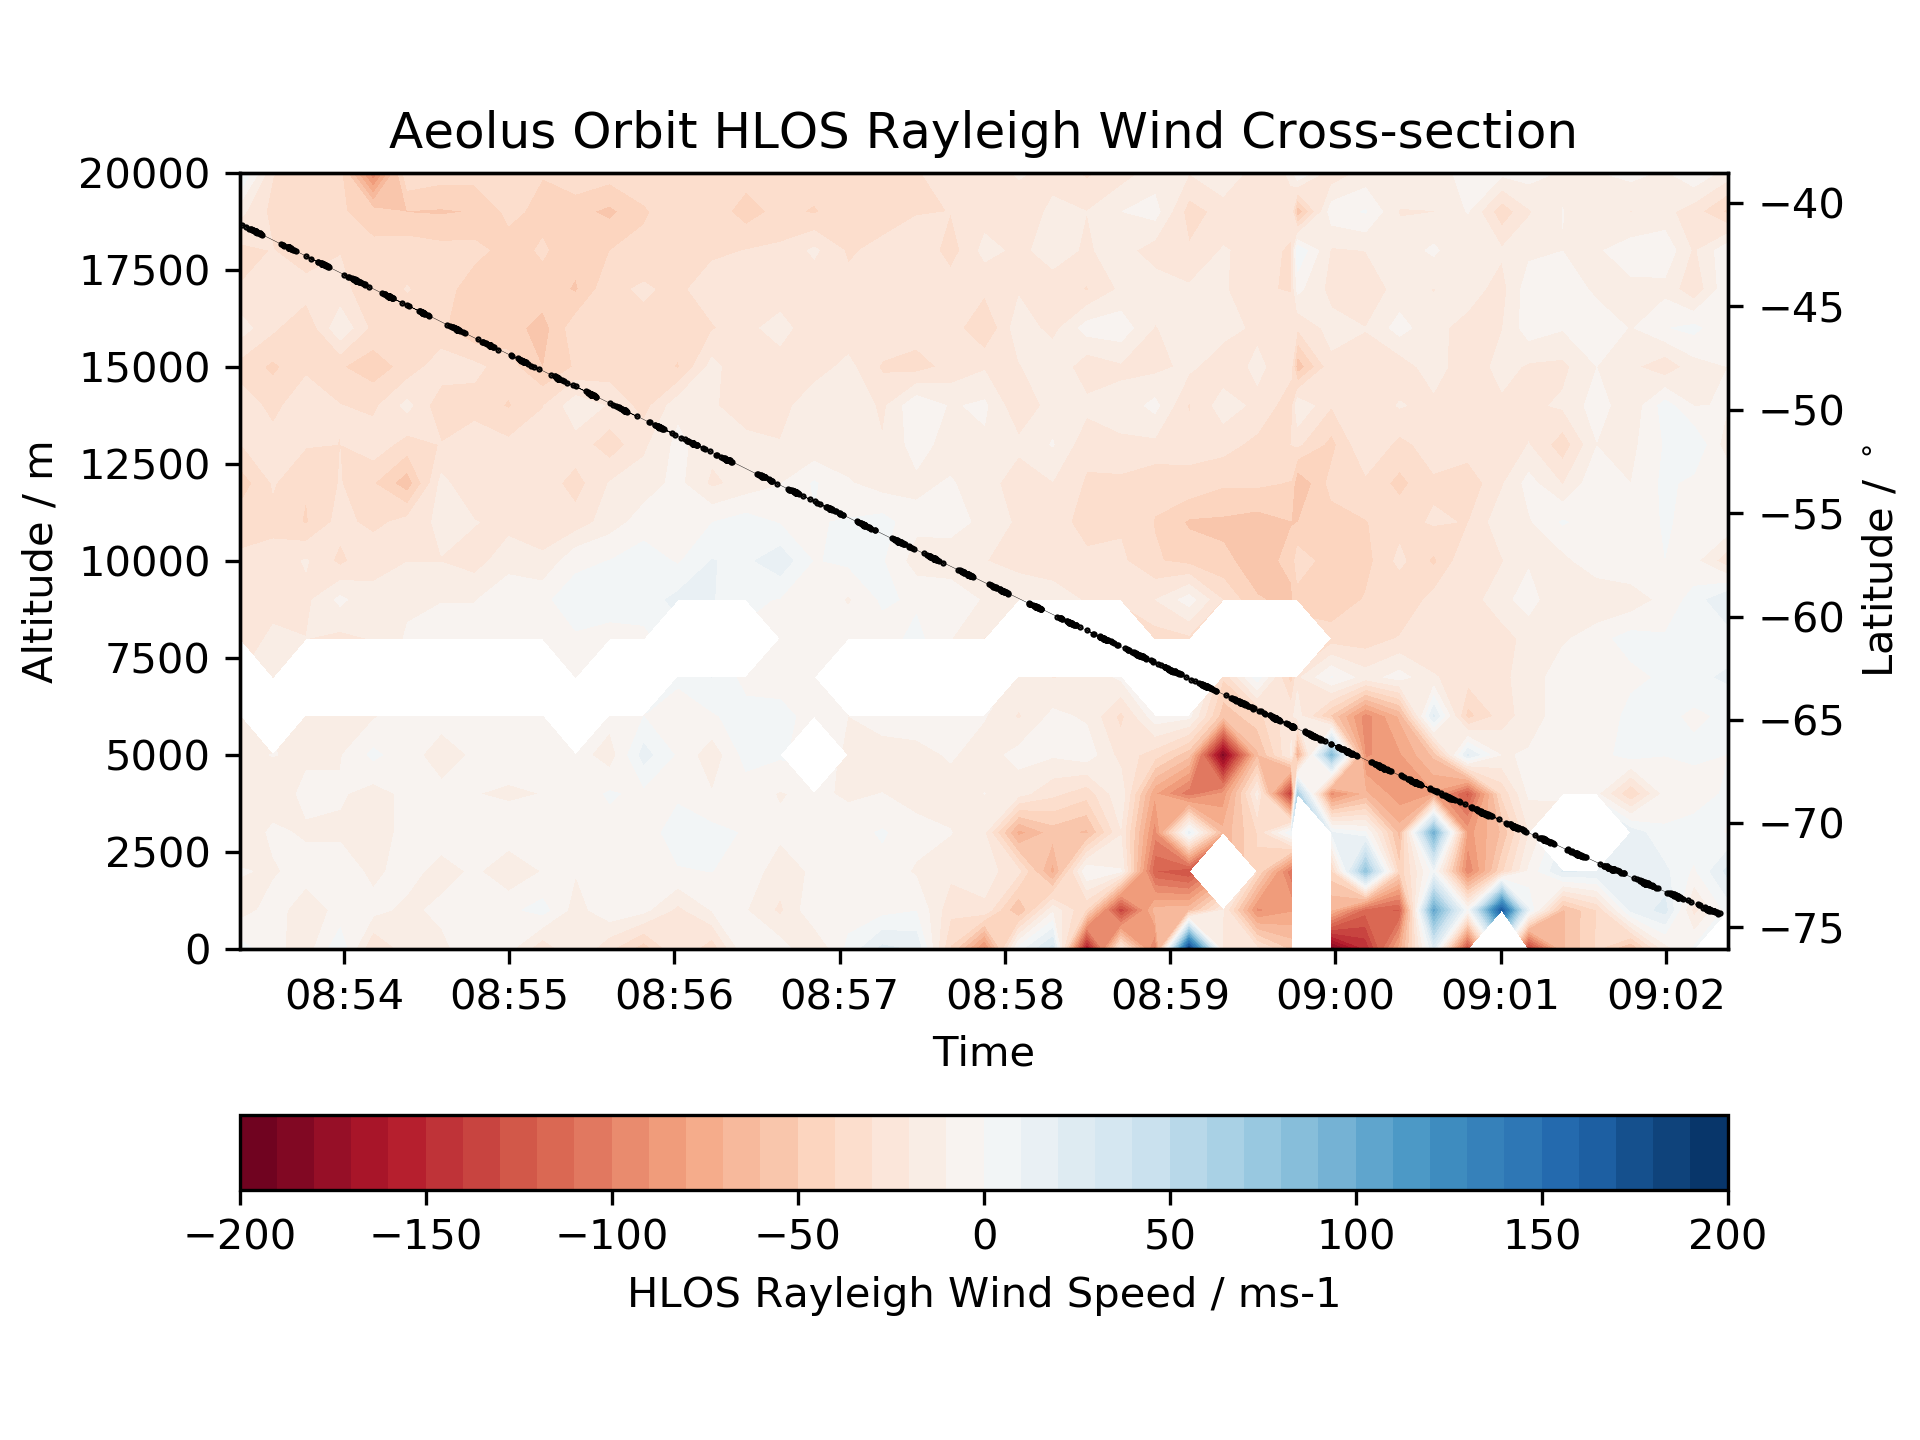 Aeolus Orbit HLOS Rayleigh Wind Cross-section
20000
17500
15000
12500
10000
7500
5000
2500
0
Altitude / m
−40
−45
−50
−55
−60
−65
−70
−75
Latitude / °
08:54 08:55 08:56 08:57 08:58 08:59 09:00 09:01 09:02
Time
−200 −150 −100 −50 0 50 100 150 200
HLOS Rayleigh Wind Speed / ms-1